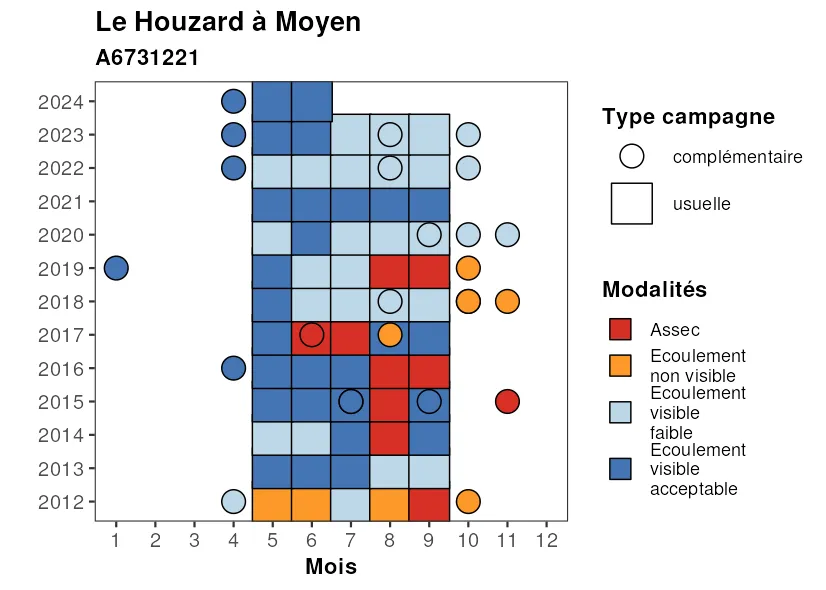 Le Houzard à Moyen
A6731221
2024
2023
2022
2021
2020
2019
2018
2017
2016
2015
2014
2013
2012
1 2 3 4 5 6 7 8 9 10 11 12
Mois
Type campagne
complémentaire
usuelle
Modalités
Assec
Ecoulement
non visible
Ecoulement
visible
faible
Ecoulement
visible
acceptable